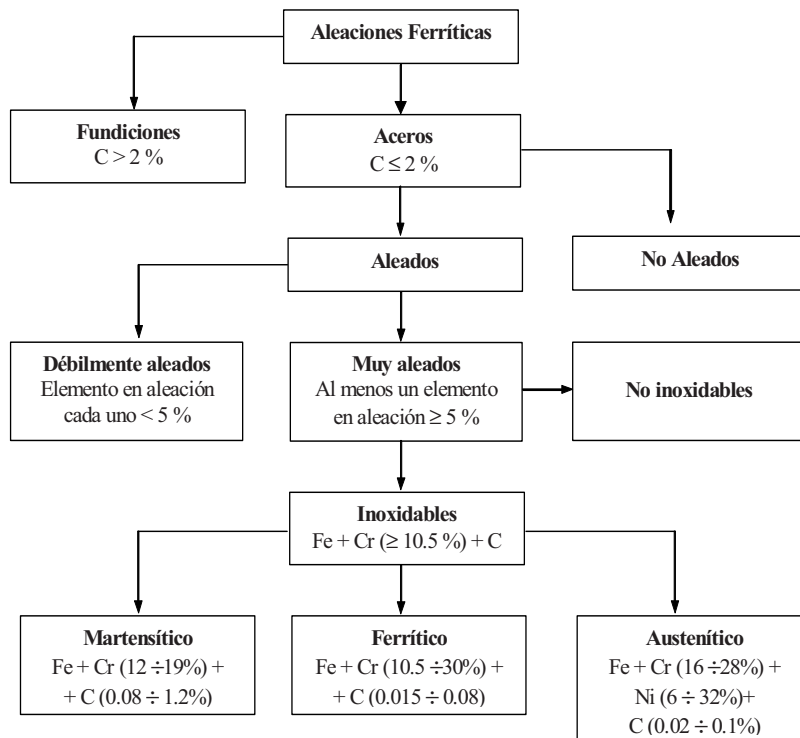 Aleaciones Ferríticas
Fundiciones
C > 2 %
Aceros
C ≤ 2 %
Aleados
No Aleados
Débilmente aleados
Elemento en aleación
cada uno < 5 %
Muy aleados
Al menos un elemento
en aleación ≥ 5 %
No inoxidables
Inoxidables
Fe + Cr (≥ 10.5 %) + C
Martensítico
Fe + Cr (12 ÷19%) +
+ C (0.08 ÷ 1.2%)
Ferrítico
Fe + Cr (10.5 ÷30%) +
+ C (0.015 ÷ 0.08)
Austenítico
Fe + Cr (16 ÷28%) +
Ni (6 ÷ 32%)+
C (0.02 ÷ 0.1%)